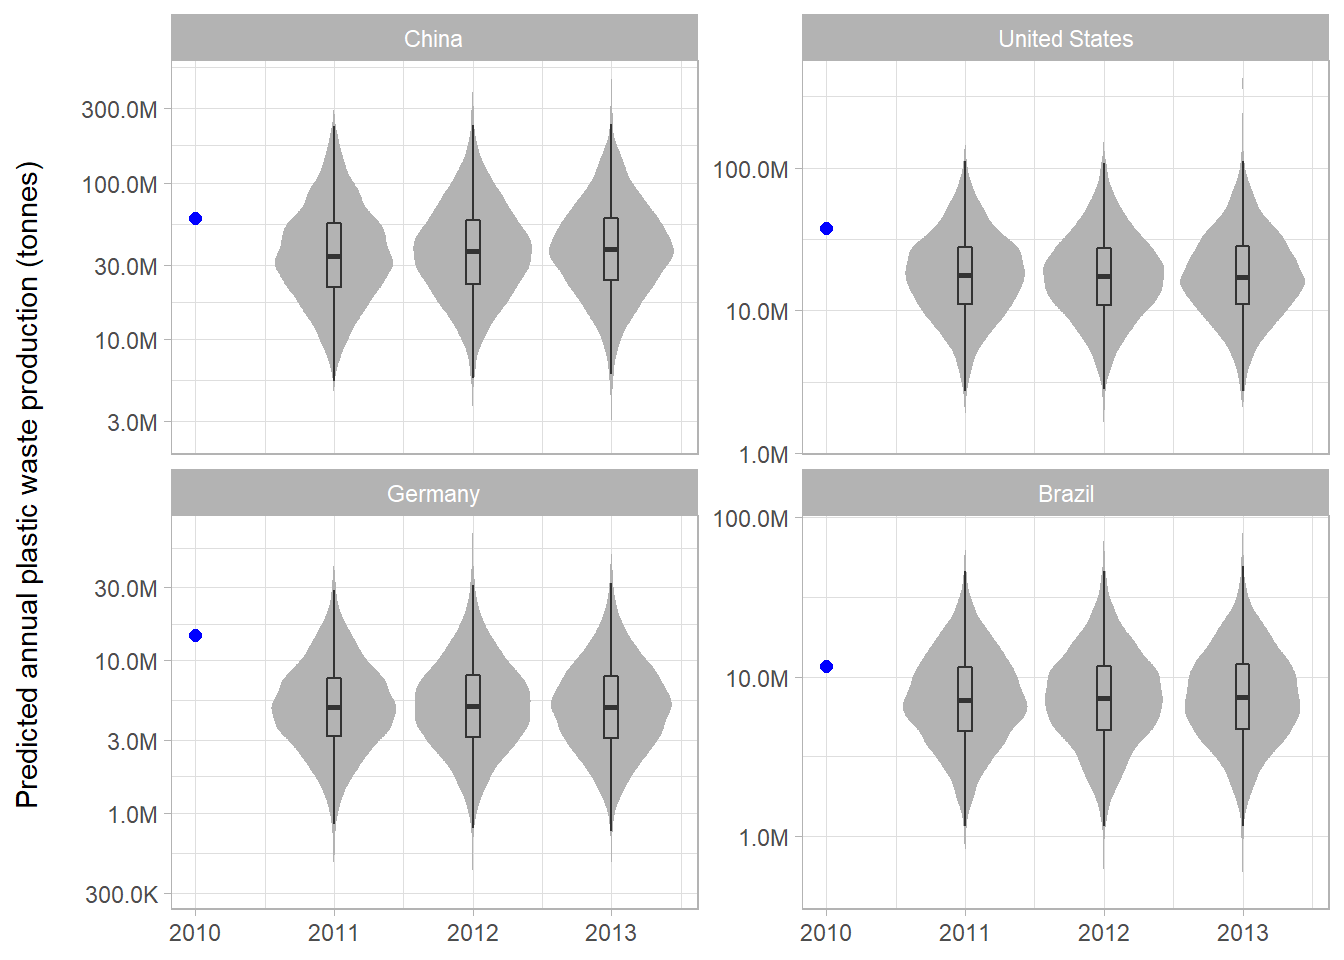 Predicted annual plastic waste production (tonnes)
China
300.0M
100.0M
30.0M
10.0M
3.0M
United States
100.0M
10.0M
1.0M
Germany
30.0M
10.0M
3.0M
1.0M
300.0K
2010 2011 2012 2013
Brazil
100.0M
10.0M
1.0M
2010 2011 2012 2013